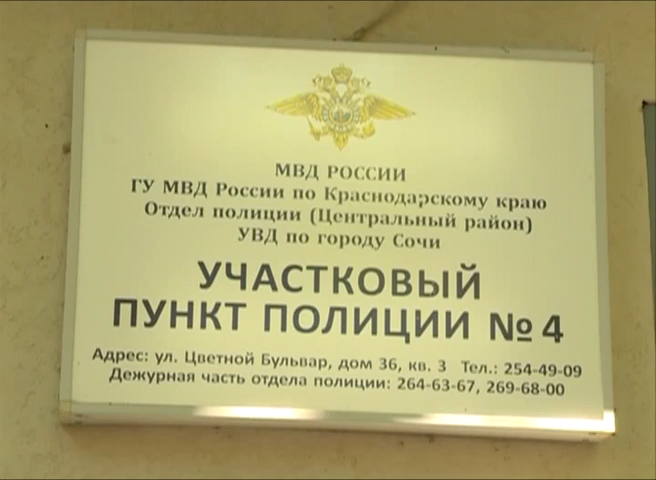 МВД РОССИИ
ГУ МВД России по Краснодарскому краю
Отдел полиции (Центральный район)
УВД по городу Сочи
УЧАСТКОВЫЙ
ПУНКТ ПОЛИЦИИ № 4
Адрес: ул. Цветной Бульвар, дом 36, кв. 3 Тел.: 254-49-09
Дежурная часть отдела полиции: 264-63-67, 269-68-00